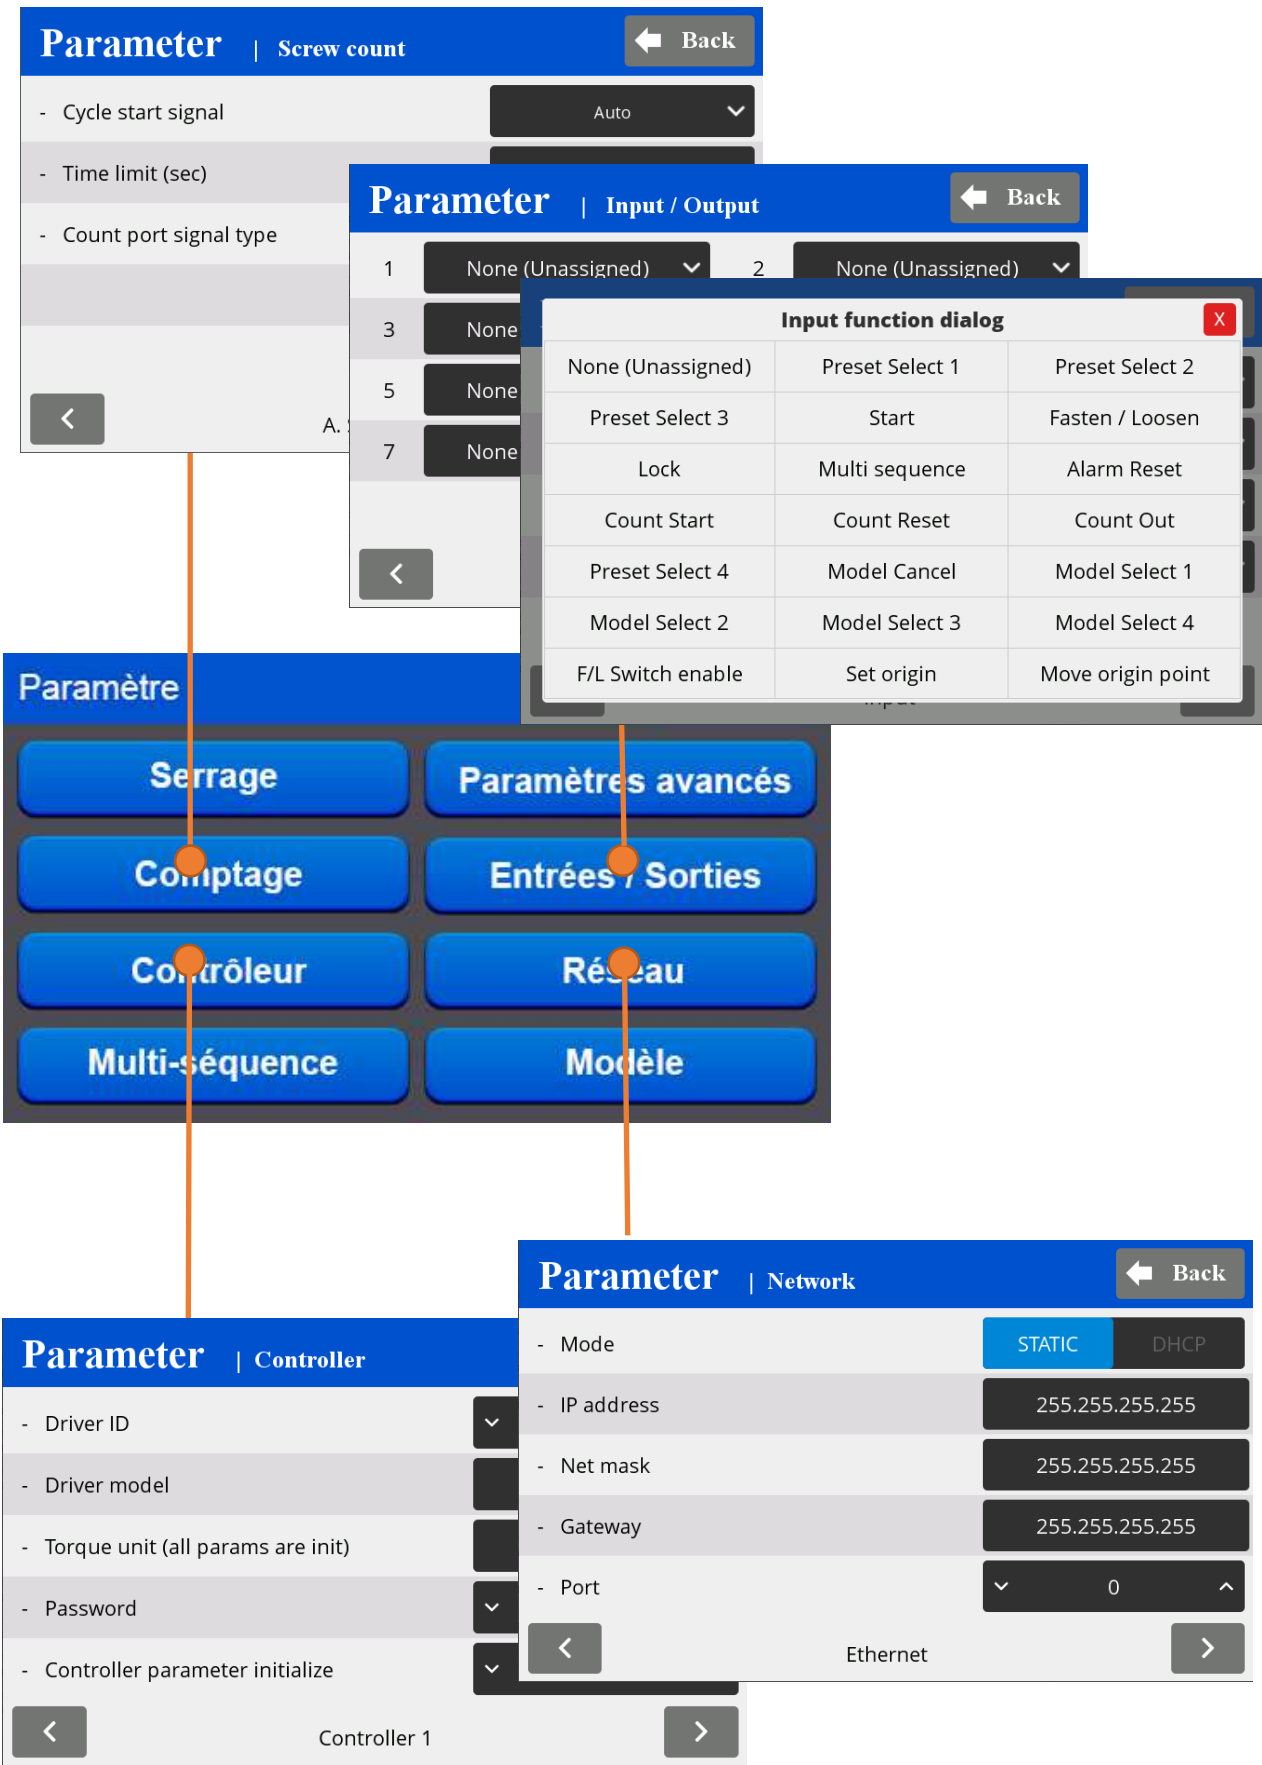 Parameter | Screw count
Back
- Cycle start signal
Auto
- Time limit (sec)
- Count port signal type
A.
Parameter | Input / Output
Back
1 None (Unassigned) 2 None (Unassigned)
3 None
5 None
7 None
Input function dialog X
None (Unassigned) Preset Select 1 Preset Select 2
Preset Select 3 Start Fasten / Loosen
Lock Multi sequence Alarm Reset
Count Start Count Reset Count Out
Preset Select 4 Model Cancel Model Select 1
Model Select 2 Model Select 3 Model Select 4
F/L Switch enable Set origin Move origin point
Input
Paramètre
Serrage Paramètres avancés
Comptage Entrées / Sorties
Contrôleur Réseau
Multi-séquence Modèle
Parameter | Network
Back
- Mode STATIC DHCP
- IP address 255.255.255.255
- Net mask 255.255.255.255
- Gateway 255.255.255.255
- Port 0
Ethernet
Parameter | Controller
- Driver ID
- Driver model
- Torque unit (all params are init)
- Password
- Controller parameter initialize
Controller 1